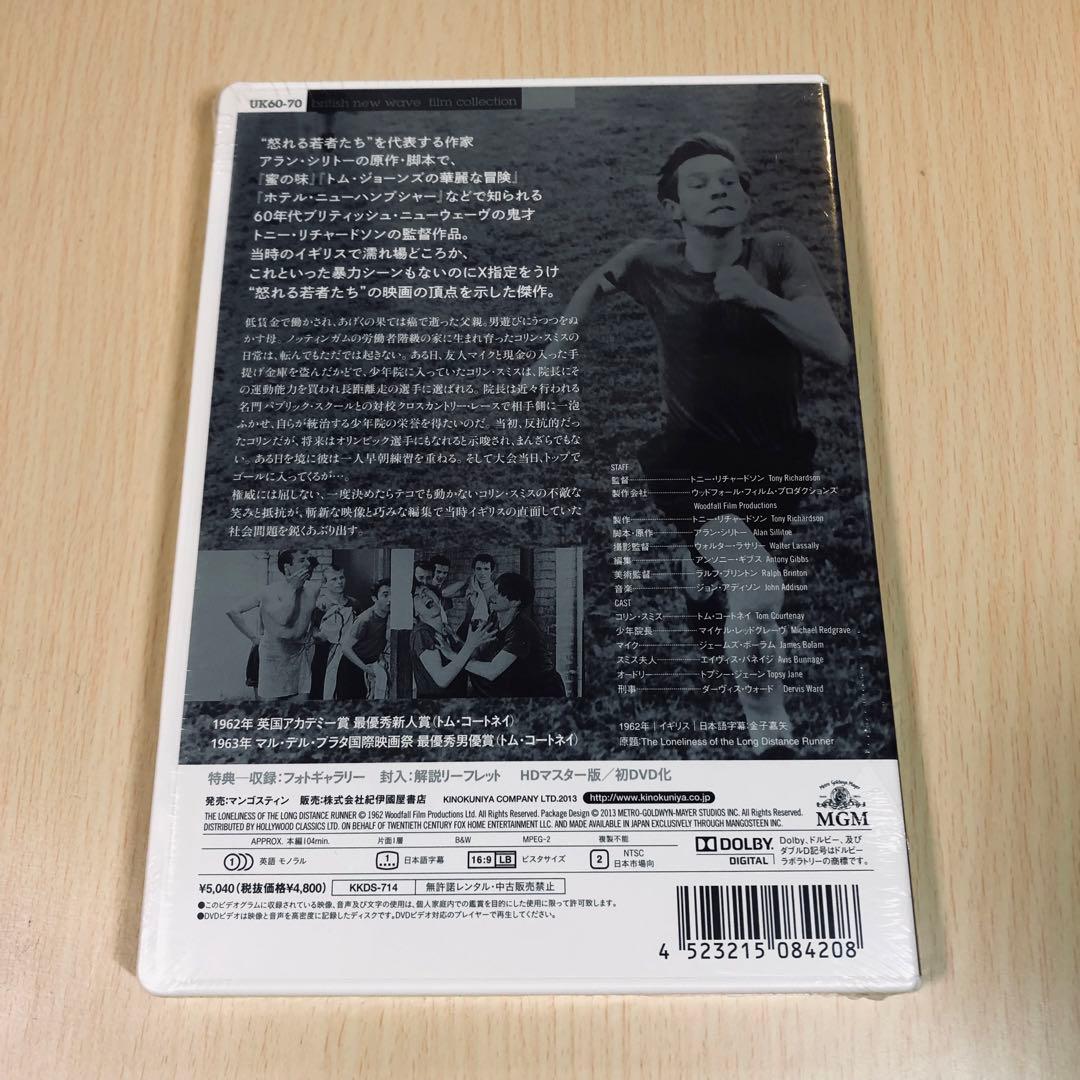 UK60-70 british new wave film collection
“怒れる若者たち”を代表する作家
アラン・シリトーの原作・脚本で、
『蜜の味』『トム・ジョーンズの華麗な冒険』
『ホテル・ニューハンプシャー』などで知られる
60年代ブリティッシュ・ニューウェーヴの鬼才
トニー・リチャードソンの監督作品。
当時のイギリスで濡れ場どころか、
これといった暴力シーンもないのにX指定をうけ
“怒れる若者たち”の映画の頂点を示した傑作。
低賃金で働かされ、あげくの果ては癌で逝った父親。男遊びにうつつをぬ
かす母。ノッティンガムの労働者階級の家に生まれ育ったコリン・スミスの
日常は、転んでもただでは起きない。ある日、友人マイクと現金の入った手
提げ金庫を盗んだかどで、少年院に入っていたコリン・スミスは、院長にそ
の運動能力を買われ長距離走の選手に選ばれる。院長は近々行われる
名門パブリック・スクールとの対校クロスカントリー・レースで相手側に一泡
ふかせ、自らが統治する少年院の栄誉を得たいのだ。当初、反抗的だっ
たコリンだが、将来はオリンピック選手にもなれると示唆され、まんざらでもな
い。ある日を境に彼は一人早朝練習を重ねる。そして大会当日、トップで
ゴールに入ってくるが…。
権威には屈しない、一度決めたらテコでも動かないコリン・スミスの不敵な
笑みと抵抗が、斬新な映像と巧みな編集で当時イギリスの直面していた
社会問題を鋭くあぶり出す。
STAFF
監督 トニー・リチャードソン Tony Richardson
製作会社 ウッドフォール・フィルム・プロダクションズ
Woodfall Film Productions
製作 トニー・リチャードソン Tony Richardson
脚本・原作 アラン・シリトー Alan Sillitoe
撮影監督 ウォルター・ラサリー Walter Lassally
編集 アンソニー・ギブス Antony Gibbs
美術監督 ラルフ・ブリントン Ralph Brinton
音楽 ジョン・アディソン John Addison
CAST
コリン・スミス トム・コートネイ Tom Courtenay
少年院長 マイケル・レッドグレーヴ Michael Redgrave
マイク ジェームズ・ボーラム James Bolam
スミス夫人 エイヴィス・バネイジ Avis Bunnage
オードリー トプシー・ジェーン Topsy Jane
刑事 ダーヴィス・ウォード Dervis Ward
1962年 英国アカデミー賞 最優秀新人賞（トム・コートネイ）
1963年 マル・デル・プラタ国際映画祭 最優秀男優賞（トム・コートネイ）
1962年｜イギリス｜日本語字幕：金子嘉矢
原題：The Loneliness of the Long Distance Runner
特典―収録：フォトギャラリー 封入：解説リーフレット HDマスター版／初DVD化
発売：マンゴスティン 販売：株式会社紀伊國屋書店 KINOKUNIYA COMPANY LTD.2013 http://www.kinokuniya.co.jp
THE LONELINESS OF THE LONG DISTANCE RUNNER © 1962 Woodfall Film Productions Ltd. All Rights Reserved. Package Design © 2013 METRO-GOLDWYN-MAYER STUDIOS INC. All Rights Reserved.
DISTRIBUTED BY HOLLYWOOD CLASSICS LTD. ON BEHALF OF TWENTIETH CENTURY FOX HOME ENTERTAINMENT LLC. AND MADE AVAILABLE IN JAPAN EXCLUSIVELY THROUGH MANGOSTEEN INC.
MGM
APPROX. 本編104min. 片面1層 B&W MPEG-2 複製不能
1 英語 モノラル 1 日本語字幕 16:9 LB ビスタサイズ 2 NTSC 日本市場向
DOLBY DIGITAL
Dolby、ドルビー、及び
ダブルD記号はドルビー
ラボラトリーの商標です。
¥5,040（税抜価格¥4,800） KKDS-714 無許諾レンタル・中古販売禁止
●このビデオグラムに収録されている映像、音声及び文字の使用は、個人家庭内での鑑賞を目的にした使用に限って許可致します。
●DVDビデオは映像と音声を高密度に記録したディスクです。DVDビデオ対応のプレイヤーで再生してください。
4 523215 084208